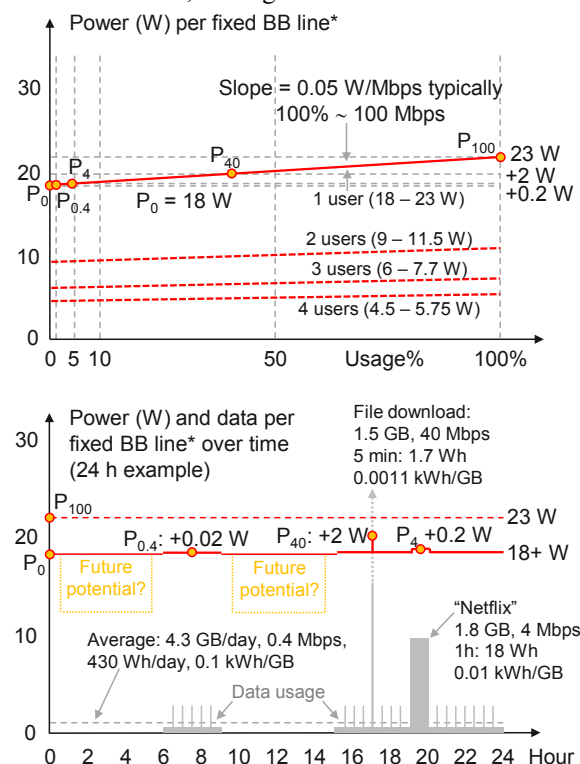 Power (W) per fixed BB line*
30
Slope = 0.05 W/Mbps typically
100% ~ 100 Mbps
P100
23 W
P40
P4
20
+2 W
P0
P0.4
P0 = 18 W
1 user (18 – 23 W)
+0.2 W
2 users (9 – 11.5 W)
10
3 users (6 – 7.7 W)
4 users (4.5 – 5.75 W)
0
0 5 10 50 Usage% 100%
Power (W) and data per
fixed BB line* over time
(24 h example)
30
File download:
1.5 GB, 40 Mbps
5 min: 1.7 Wh
0.0011 kWh/GB
P100
23 W
20
P0.4: +0.02 W
P40: +2 W
P4 +0.2 W
P0
18+ W
Future
potential?
Future
potential?
10
Average: 4.3 GB/day, 0.4 Mbps,
430 Wh/day, 0.1 kWh/GB
"Netflix"
1.8 GB, 4 Mbps
1h: 18 Wh
0.01 kWh/GB
Data usage
0
0 2 4 6 8 10 12 14 16 18 20 22 24 Hour